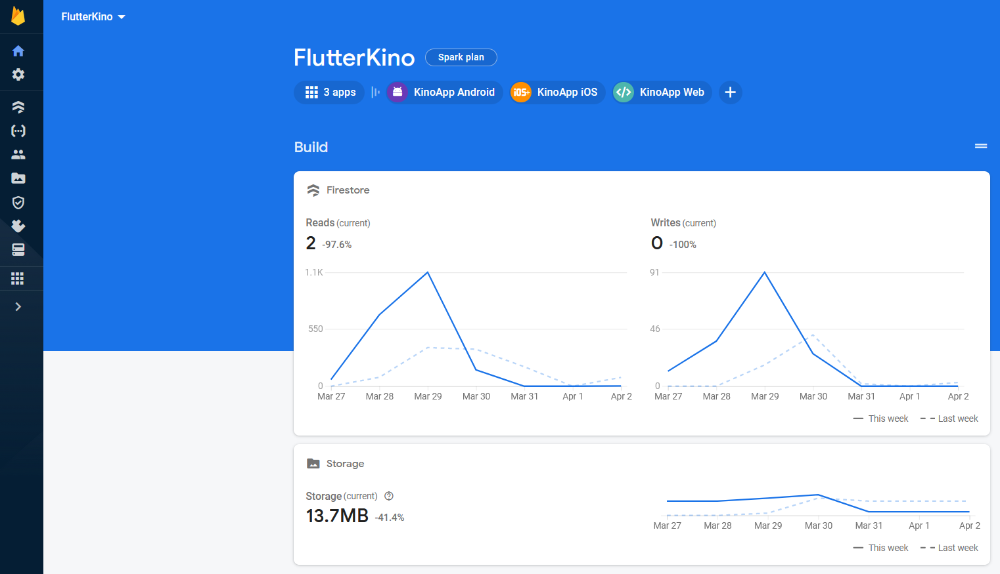 FlutterKino
FlutterKino Spark plan
3 apps KinoApp Android iOS+ KinoApp iOS </> KinoApp Web +
Build
Firestore
Reads (current)
2 -97.6%
1.1K
550
0
Mar 27 Mar 28 Mar 29 Mar 30 Mar 31 Apr 1 Apr 2
Writes (current)
0 -100%
91
46
0
Mar 27 Mar 28 Mar 29 Mar 30 Mar 31 Apr 1 Apr 2
This week Last week
Storage
Storage (current) ?
13.7MB -41.4%
Mar 27 Mar 28 Mar 29 Mar 30 Mar 31 Apr 1 Apr 2
This week Last week